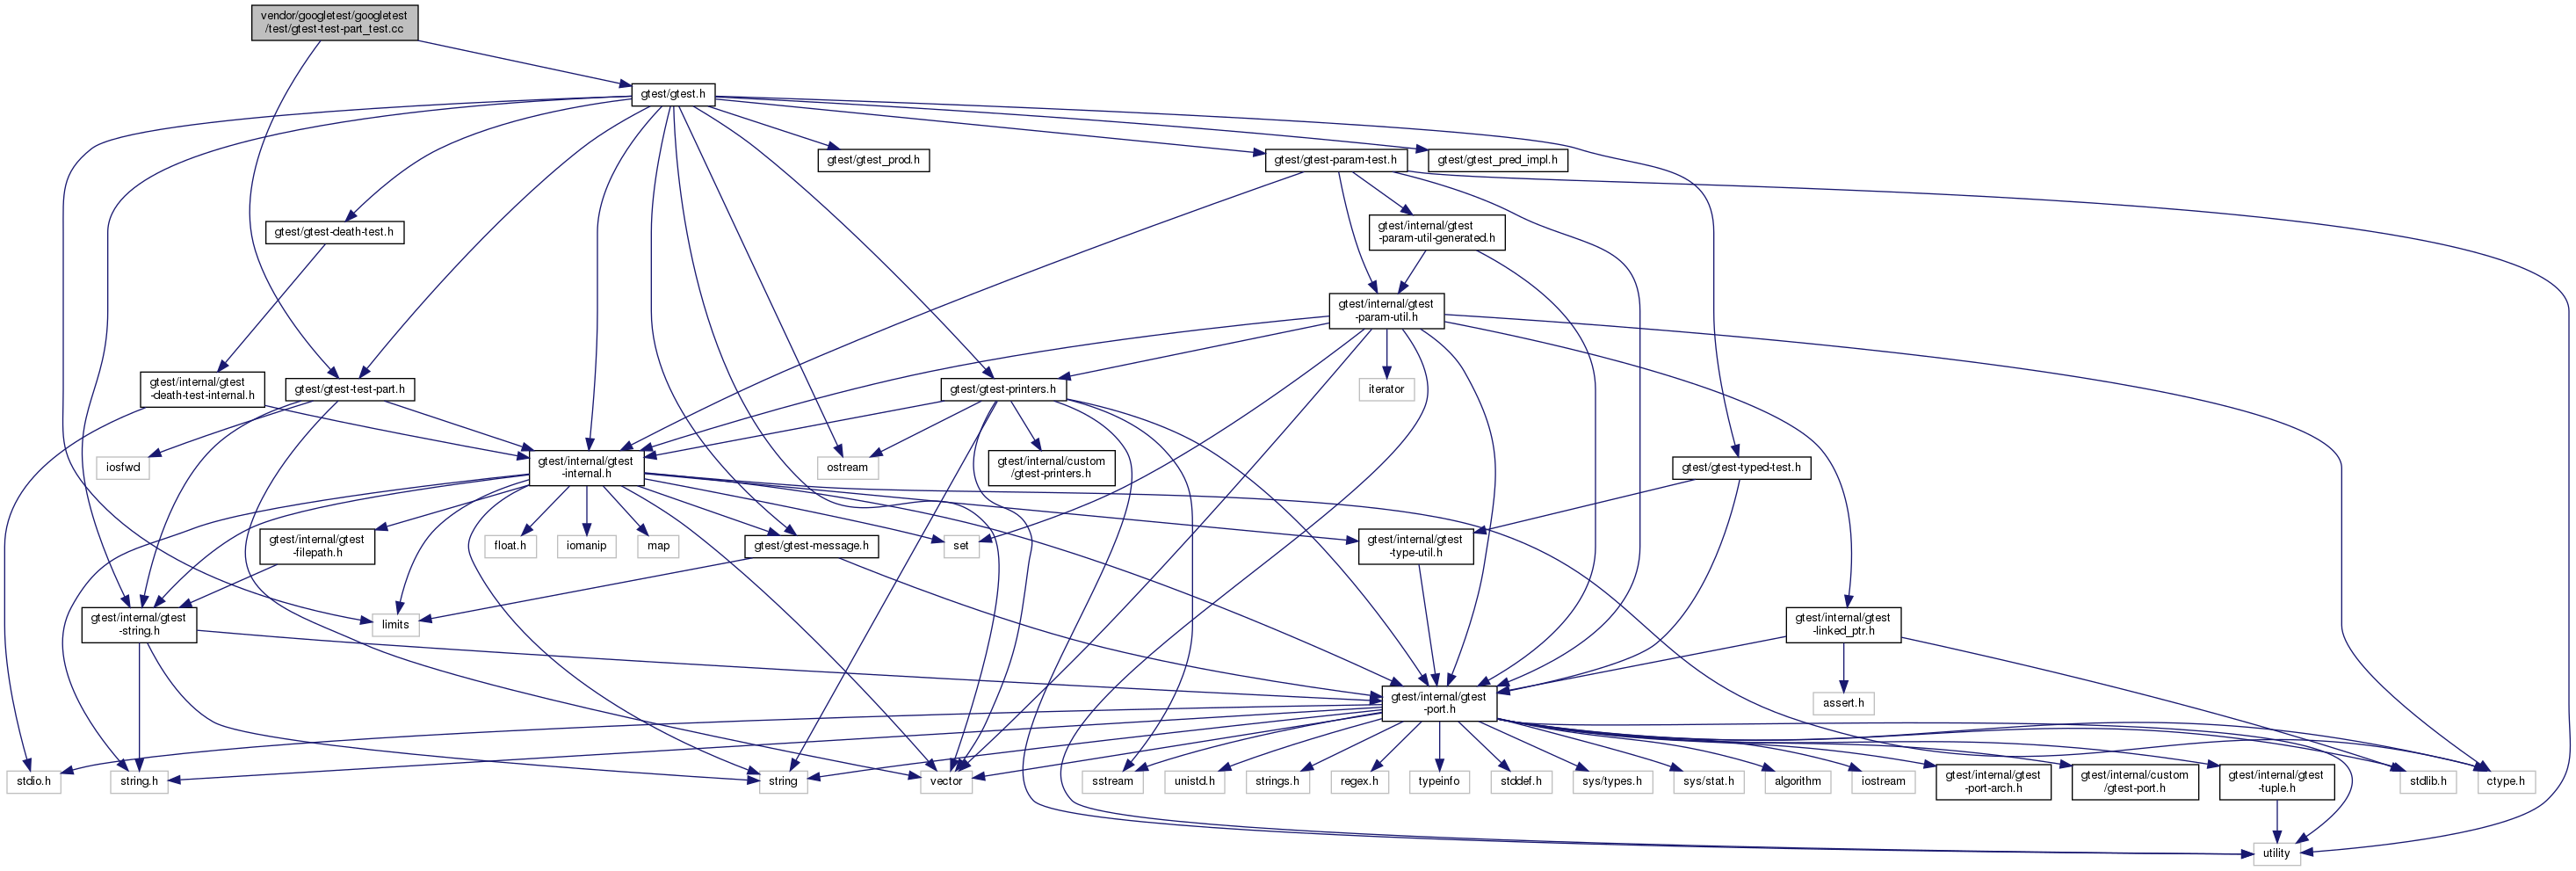 vendor/googletest/googletest
/test/gtest-test-part_test.cc
gtest/gtest.h
gtest/gtest_prod.h
gtest/gtest-param-test.h
gtest/gtest_pred_impl.h
gtest/gtest-death-test.h
gtest/internal/gtest
-param-util-generated.h
gtest/internal/gtest
-param-util.h
gtest/internal/gtest
-death-test-internal.h
gtest/gtest-test-part.h
gtest/gtest-printers.h
iterator
iosfwd
gtest/internal/gtest
-internal.h
ostream
gtest/internal/custom
/gtest-printers.h
gtest/gtest-typed-test.h
gtest/internal/gtest
-filepath.h
float.h
iomanip
map
gtest/gtest-message.h
set
gtest/internal/gtest
-type-util.h
gtest/internal/gtest
-string.h
limits
gtest/internal/gtest
-linked_ptr.h
gtest/internal/gtest
-port.h
assert.h
stdio.h
string.h
string
vector
sstream
unistd.h
strings.h
regex.h
typeinfo
stddef.h
sys/types.h
sys/stat.h
algorithm
iostream
gtest/internal/gtest
-port-arch.h
gtest/internal/custom
/gtest-port.h
gtest/internal/gtest
-tuple.h
stdlib.h
ctype.h
utility